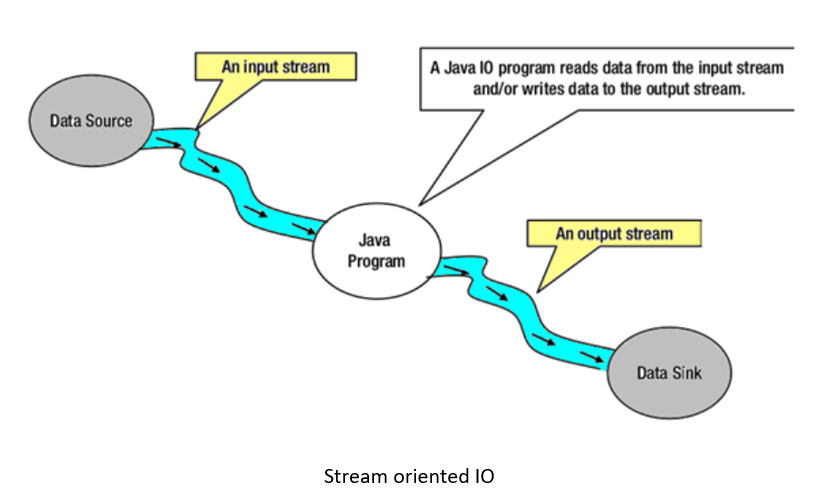 An input stream
A Java IO program reads data from the input stream
and/or writes data to the output stream.
Data Source
Java
Program
An output stream
Data Sink
Stream oriented IO